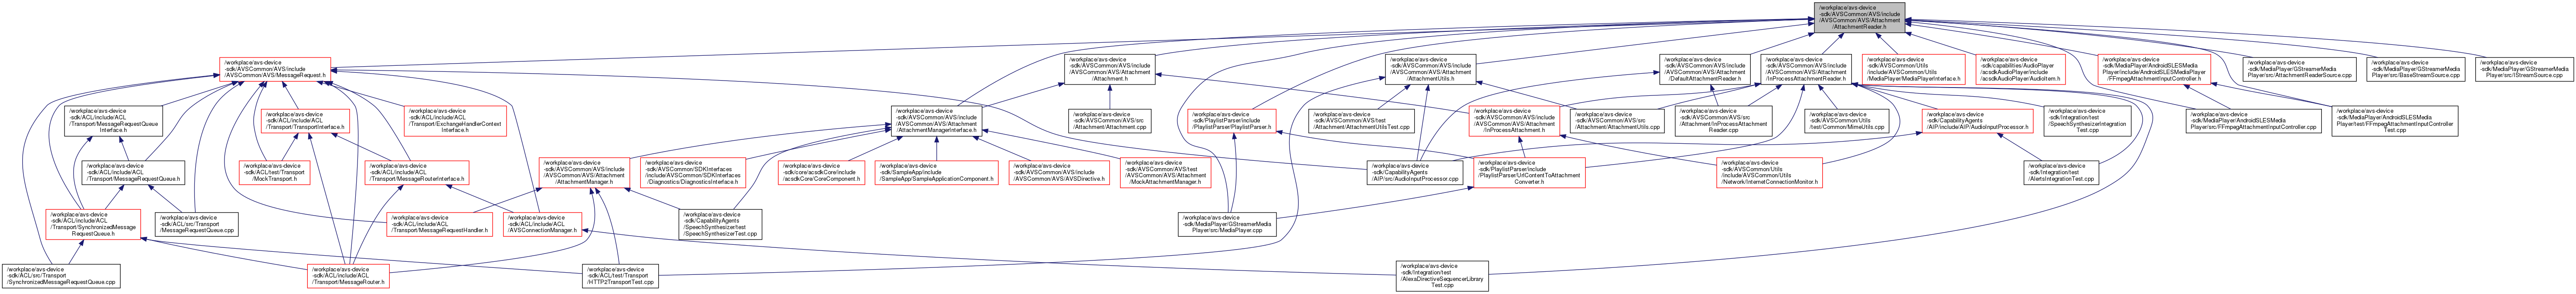 /workplace/avs-device
-sdk/AVSCommon/AVS/include
/AVSCommon/AVS/Attachment
/AttachmentReader.h
/workplace/avs-device
-sdk/AVSCommon/AVS/include
/AVSCommon/AVS/MessageRequest.h
/workplace/avs-device
-sdk/AVSCommon/AVS/include
/AVSCommon/AVS/Attachment
/Attachment.h
/workplace/avs-device
-sdk/AVSCommon/AVS/include
/AVSCommon/AVS/Attachment
/AttachmentUtils.h
/workplace/avs-device
-sdk/AVSCommon/AVS/include
/AVSCommon/AVS/Attachment
/DefaultAttachmentReader.h
/workplace/avs-device
-sdk/AVSCommon/AVS/include
/AVSCommon/AVS/Attachment
/InProcessAttachmentReader.h
/workplace/avs-device
-sdk/AVSCommon/Utils
/include/AVSCommon/Utils
/MediaPlayer/MediaPlayerInterface.h
/workplace/avs-device
-sdk/capabilities/AudioPlayer
/acsdkAudioPlayer/include
/acsdkAudioPlayer/AudioItem.h
/workplace/avs-device
-sdk/MediaPlayer/AndroidSLESMedia
Player/include/AndroidSLESMediaPlayer
/FFmpegAttachmentInputController.h
/workplace/avs-device
-sdk/MediaPlayer/GStreamerMedia
Player/src/AttachmentReaderSource.cpp
/workplace/avs-device
-sdk/MediaPlayer/GStreamerMedia
Player/src/BaseStreamSource.cpp
/workplace/avs-device
-sdk/MediaPlayer/GStreamerMedia
Player/src/IStreamSource.cpp
/workplace/avs-device
-sdk/ACL/include/ACL
/Transport/MessageRequestQueue
Interface.h
/workplace/avs-device
-sdk/ACL/include/ACL
/Transport/TransportInterface.h
/workplace/avs-device
-sdk/ACL/include/ACL
/Transport/ExchangeHandlerContext
Interface.h
/workplace/avs-device
-sdk/AVSCommon/AVS/include
/AVSCommon/AVS/Attachment
/AttachmentManagerInterface.h
/workplace/avs-device
-sdk/AVSCommon/AVS/src
/Attachment/Attachment.cpp
/workplace/avs-device
-sdk/PlaylistParser/include
/PlaylistParser/PlaylistParser.h
/workplace/avs-device
-sdk/AVSCommon/AVS/test
/Attachment/AttachmentUtilsTest.cpp
/workplace/avs-device
-sdk/AVSCommon/AVS/include
/AVSCommon/AVS/Attachment
/InProcessAttachment.h
/workplace/avs-device
-sdk/AVSCommon/AVS/src
/Attachment/AttachmentUtils.cpp
/workplace/avs-device
-sdk/AVSCommon/AVS/src
/Attachment/InProcessAttachment
Reader.cpp
/workplace/avs-device
-sdk/AVSCommon/Utils
/test/Common/MimeUtils.cpp
/workplace/avs-device
-sdk/CapabilityAgents
/AIP/include/AIP/AudioInputProcessor.h
/workplace/avs-device
-sdk/Integration/test
/SpeechSynthesizerIntegration
Test.cpp
/workplace/avs-device
-sdk/MediaPlayer/AndroidSLESMedia
Player/src/FFmpegAttachmentInputController.cpp
/workplace/avs-device
-sdk/MediaPlayer/AndroidSLESMedia
Player/test/FFmpegAttachmentInputController
Test.cpp
/workplace/avs-device
-sdk/ACL/include/ACL
/Transport/MessageRequestQueue.h
/workplace/avs-device
-sdk/ACL/test/Transport
/MockTransport.h
/workplace/avs-device
-sdk/ACL/include/ACL
/Transport/MessageRouterInterface.h
/workplace/avs-device
-sdk/AVSCommon/AVS/include
/AVSCommon/AVS/Attachment
/AttachmentManager.h
/workplace/avs-device
-sdk/AVSCommon/SDKInterfaces
/include/AVSCommon/SDKInterfaces
/Diagnostics/DiagnosticsInterface.h
/workplace/avs-device
-sdk/core/acsdkCore/include
/acsdkCore/CoreComponent.h
/workplace/avs-device
-sdk/SampleApp/include
/SampleApp/SampleApplicationComponent.h
/workplace/avs-device
-sdk/AVSCommon/AVS/include
/AVSCommon/AVS/AVSDirective.h
/workplace/avs-device
-sdk/AVSCommon/AVS/test
/AVSCommon/AVS/Attachment
/MockAttachmentManager.h
/workplace/avs-device
-sdk/CapabilityAgents
/AIP/src/AudioInputProcessor.cpp
/workplace/avs-device
-sdk/PlaylistParser/include
/PlaylistParser/UrlContentToAttachment
Converter.h
/workplace/avs-device
-sdk/AVSCommon/Utils
/include/AVSCommon/Utils
/Network/InternetConnectionMonitor.h
/workplace/avs-device
-sdk/Integration/test
/AlertsIntegrationTest.cpp
/workplace/avs-device
-sdk/ACL/include/ACL
/Transport/SynchronizedMessage
RequestQueue.h
/workplace/avs-device
-sdk/ACL/src/Transport
/MessageRequestQueue.cpp
/workplace/avs-device
-sdk/ACL/include/ACL
/Transport/MessageRequestHandler.h
/workplace/avs-device
-sdk/ACL/include/ACL
/AVSConnectionManager.h
/workplace/avs-device
-sdk/CapabilityAgents
/SpeechSynthesizer/test
/SpeechSynthesizerTest.cpp
/workplace/avs-device
-sdk/MediaPlayer/GStreamerMedia
Player/src/MediaPlayer.cpp
/workplace/avs-device
-sdk/ACL/src/Transport
/SynchronizedMessageRequestQueue.cpp
/workplace/avs-device
-sdk/ACL/include/ACL
/Transport/MessageRouter.h
/workplace/avs-device
-sdk/ACL/test/Transport
/HTTP2TransportTest.cpp
/workplace/avs-device
-sdk/Integration/test
/AlexaDirectiveSequencerLibrary
Test.cpp